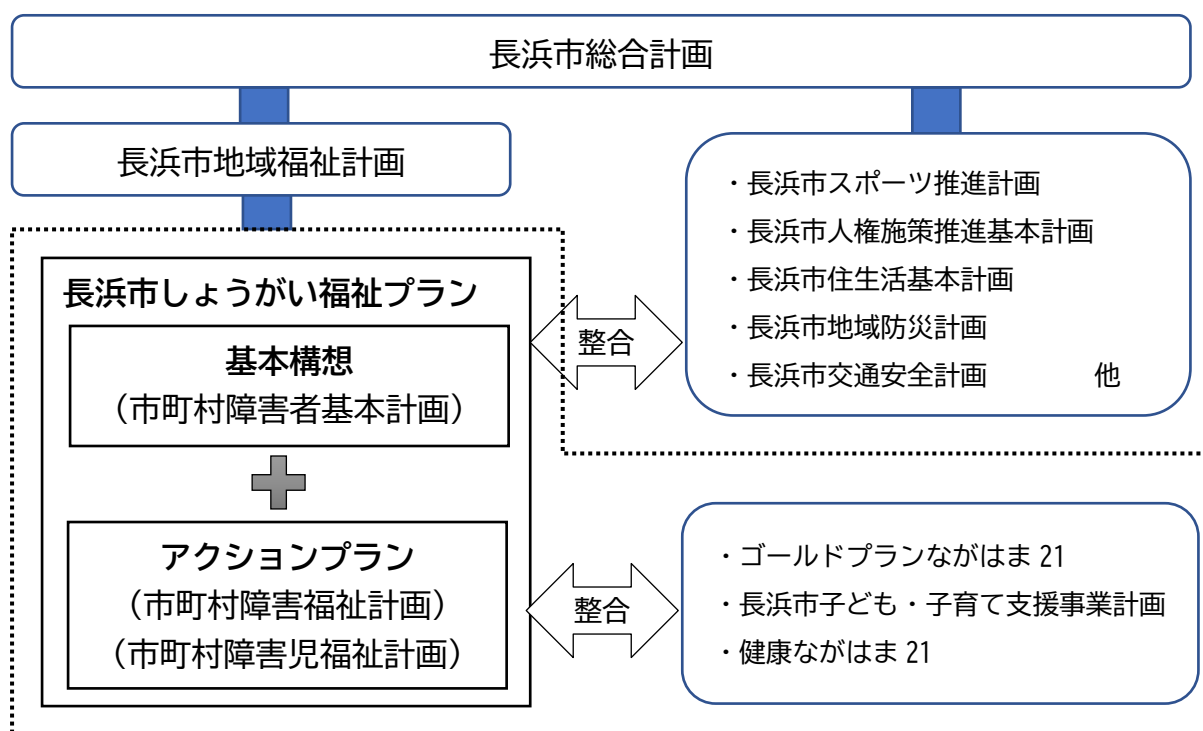 長浜市総合計画
長浜市地域福祉計画
・長浜市スポーツ推進計画
・長浜市人権施策推進基本計画
・長浜市住生活基本計画
・長浜市地域防災計画
・長浜市交通安全計画　　　他
長浜市しょうがい福祉プラン
基本構想
（市町村障害者基本計画）
整合
アクションプラン
（市町村障害福祉計画）
（市町村障害児福祉計画）
整合
・ゴールドプランながはま 21
・長浜市子ども・子育て支援事業計画
・健康ながはま 21